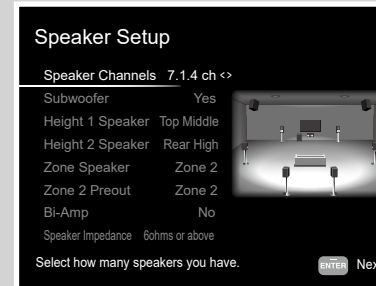 Speaker Setup
Speaker Channels 7.1.4 ch <>
Subwoofer Yes
Height 1 Speaker Top Middle
Height 2 Speaker Rear High
Zone Speaker Zone 2
Zone 2 Preout Zone 2
Bi-Amp No
Speaker Impedance 6ohms or above
Select how many speakers you have.
ENTER